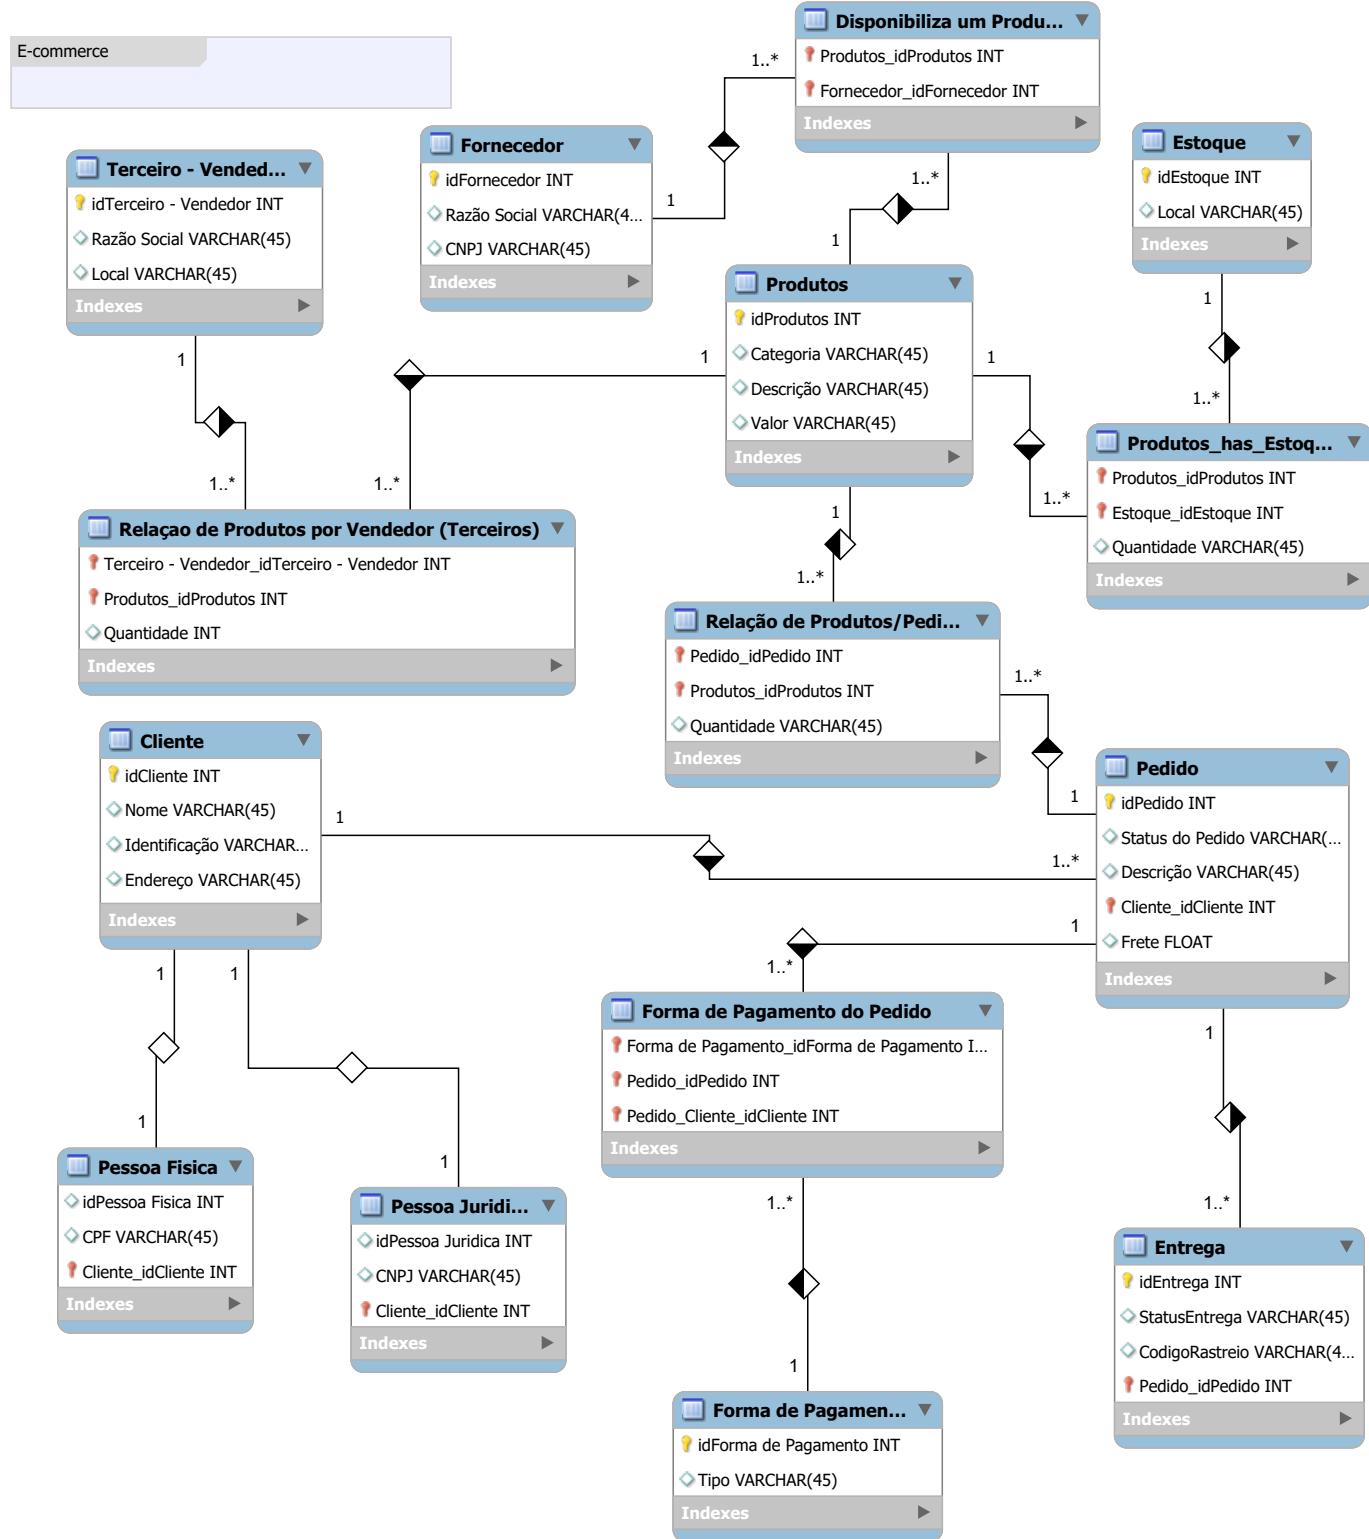 E-commerce
Disponibiliza um Produ...
Produtos_idProdutos INT
Fornecedor_idFornecedor INT
Indexes
1..*
1..*
Fornecedor
idFornecedor INT
Razão Social VARCHAR(4...
CNPJ VARCHAR(45)
Indexes
1
1
Estoque
idEstoque INT
Local VARCHAR(45)
Indexes
1
1..*
Terceiro - Vended...
idTerceiro - Vendedor INT
Razão Social VARCHAR(45)
Local VARCHAR(45)
Indexes
1
1..*
Produtos
idProdutos INT
Categoria VARCHAR(45)
Descrição VARCHAR(45)
Valor VARCHAR(45)
Indexes
1
1
1
1..*
1..*
1..*
Produtos_has_Estoq...
Produtos_idProdutos INT
Estoque_idEstoque INT
Quantidade VARCHAR(45)
Indexes
Relaçao de Produtos por Vendedor (Terceiros)
Terceiro - Vendedor_idTerceiro - Vendedor INT
Produtos_idProdutos INT
Quantidade INT
Indexes
Relação de Produtos/Pedi...
Pedido_idPedido INT
Produtos_idProdutos INT
Quantidade VARCHAR(45)
Indexes
1..*
1
Cliente
idCliente INT
Nome VARCHAR(45)
Identificação VARCHAR...
Endereço VARCHAR(45)
Indexes
1
1..*
Pedido
idPedido INT
Status do Pedido VARCHAR(...
Descrição VARCHAR(45)
Cliente_idCliente INT
Frete FLOAT
Indexes
1
1..*
1
1
1
Forma de Pagamento do Pedido
Forma de Pagamento_idForma de Pagamento I...
Pedido_idPedido INT
Pedido_Cliente_idCliente INT
Indexes
1
1
1..*
1..*
Pessoa Fisica
idPessoa Fisica INT
CPF VARCHAR(45)
Cliente_idCliente INT
Indexes
Pessoa Juridi...
idPessoa Juridica INT
CNPJ VARCHAR(45)
Cliente_idCliente INT
Indexes
Entrega
idEntrega INT
StatusEntrega VARCHAR(45)
CodigoRastreio VARCHAR(4...
Pedido_idPedido INT
Indexes
1
Forma de Pagamen...
idForma de Pagamento INT
Tipo VARCHAR(45)
Indexes